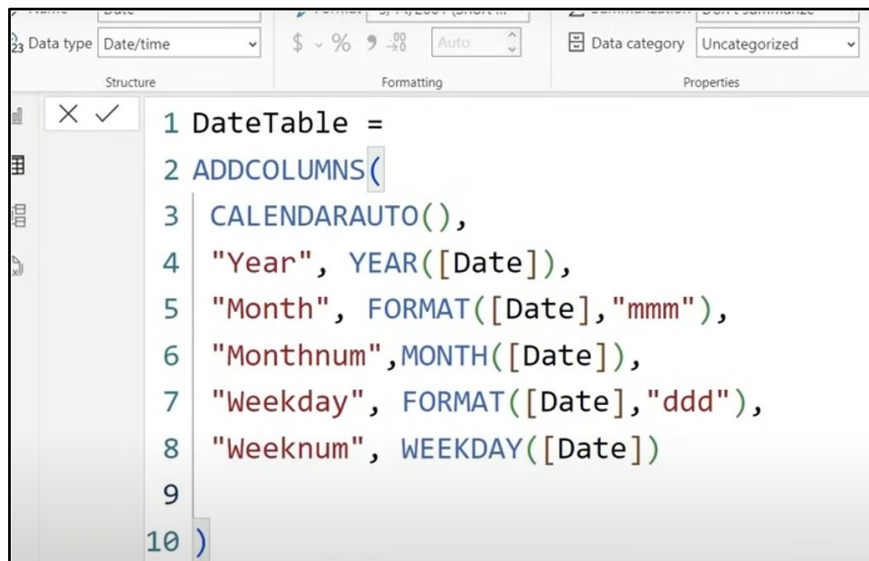 Data type Date/time
$ % Auto
Data category Uncategorized
Structure
Formatting
Properties
1 DateTable =
2 ADDCOLUMNS(
3 CALENDARAUTO(),
4 "Year", YEAR([Date]),
5 "Month", FORMAT([Date],"mmm"),
6 "Monthnum",MONTH([Date]),
7 "Weekday", FORMAT([Date],"ddd"),
8 "Weeknum", WEEKDAY([Date])
9
10 )